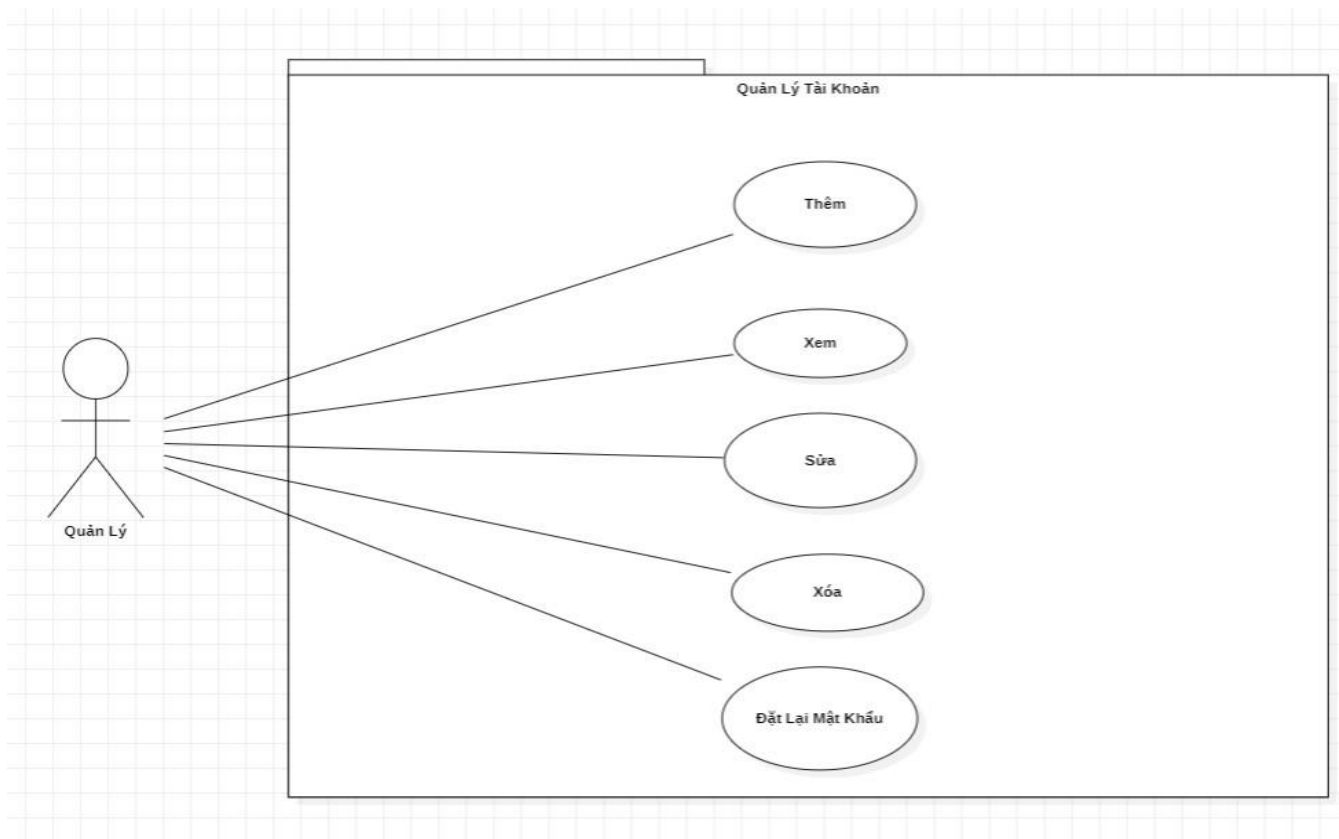 Quản Lý Tài Khoản
Thêm
Xem
Sửa
Xóa
Đặt Lại Mật Khẩu
Quản Lý